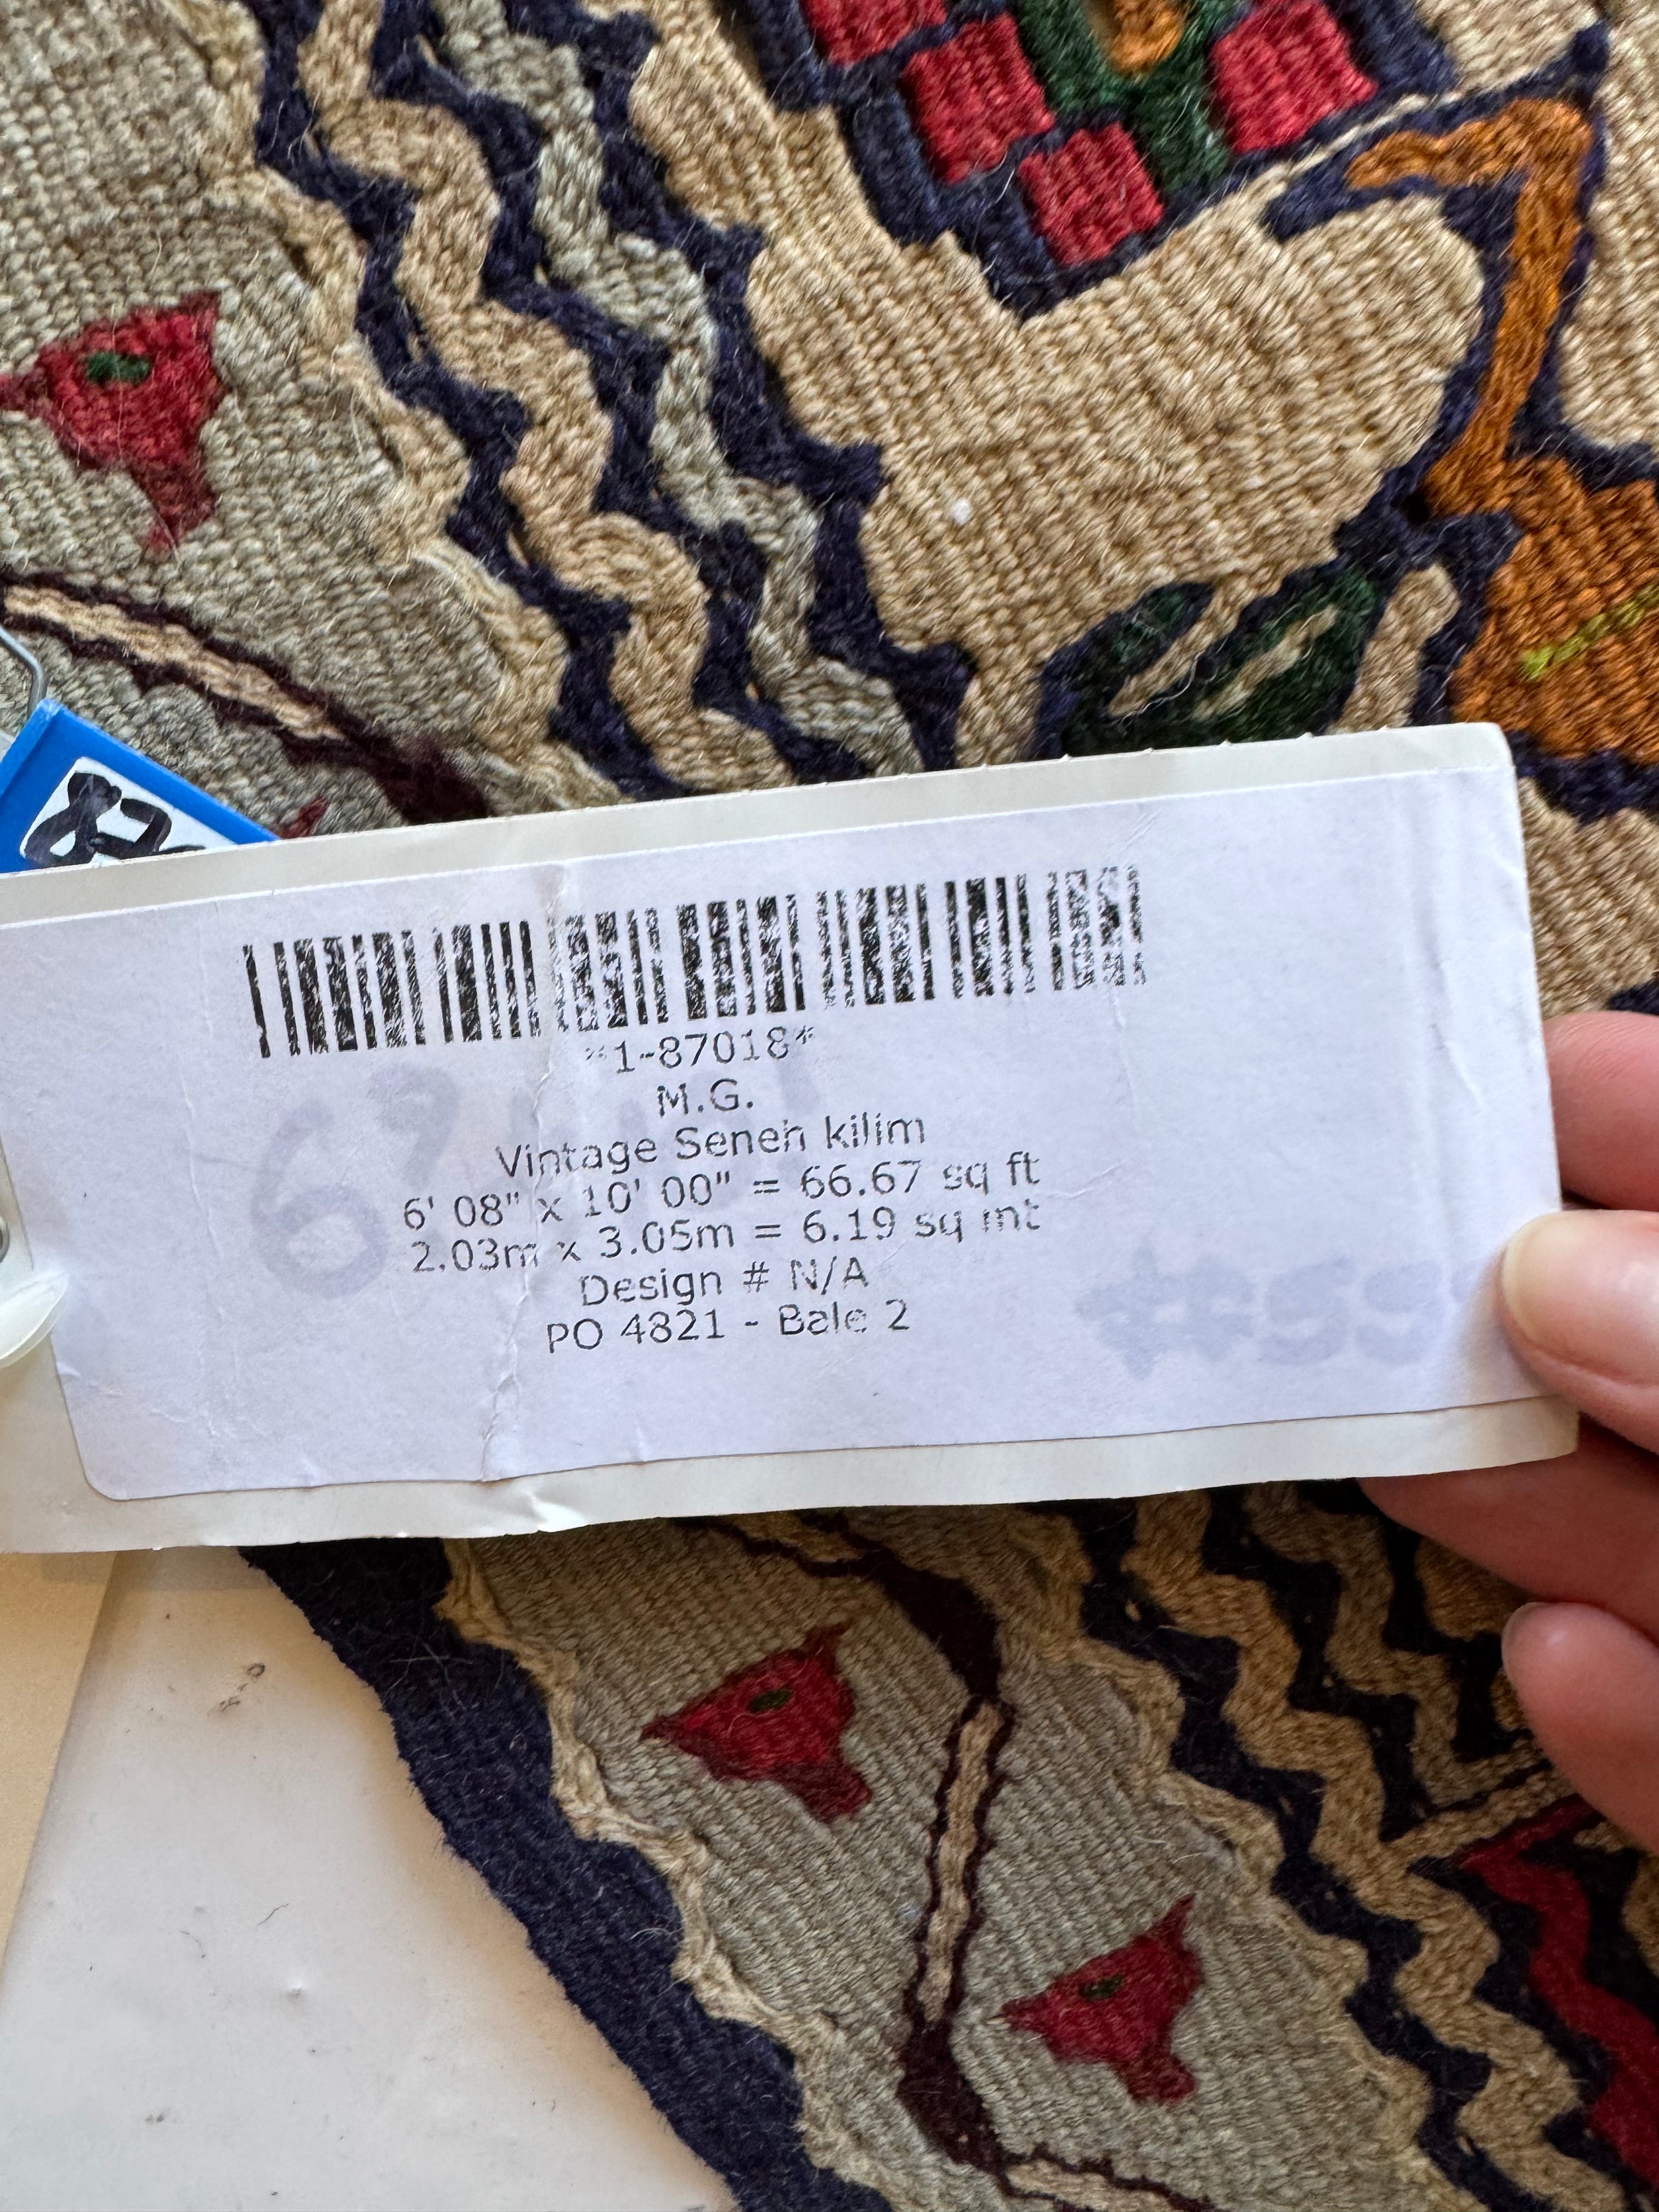 87
*1-87018*
M.G.
Vintage Seneh kilim
6' 08" x 10' 00" = 66.67 sq ft
2.03m x 3.05m = 6.19 sq mt
Design # N/A
PO 4821 - Bale 2